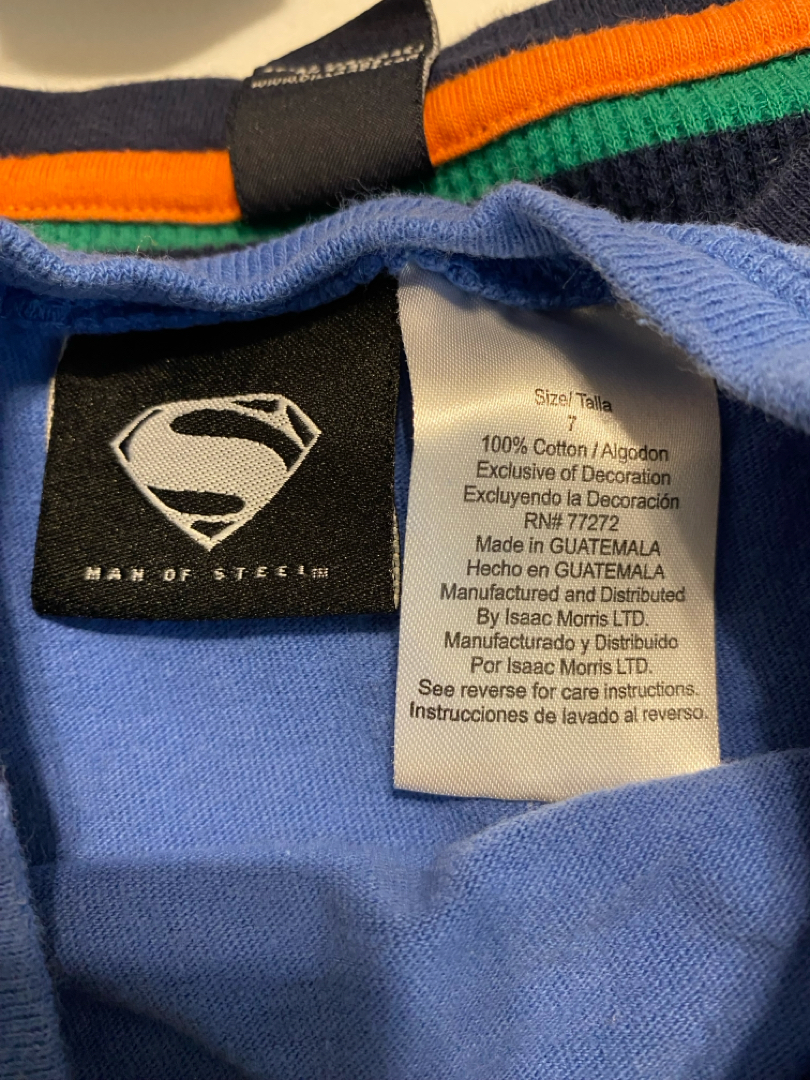 MAN OF STEEL™
Size/ Talla
7
100% Cotton / Algodon
Exclusive of Decoration
Excluyendo la Decoración
RN# 77272
Made in GUATEMALA
Hecho en GUATEMALA
Manufactured and Distributed
By Isaac Morris LTD.
Manufacturado y Distribuido
Por Isaac Morris LTD.
See reverse for care instructions.
Instrucciones de lavado al reverso.